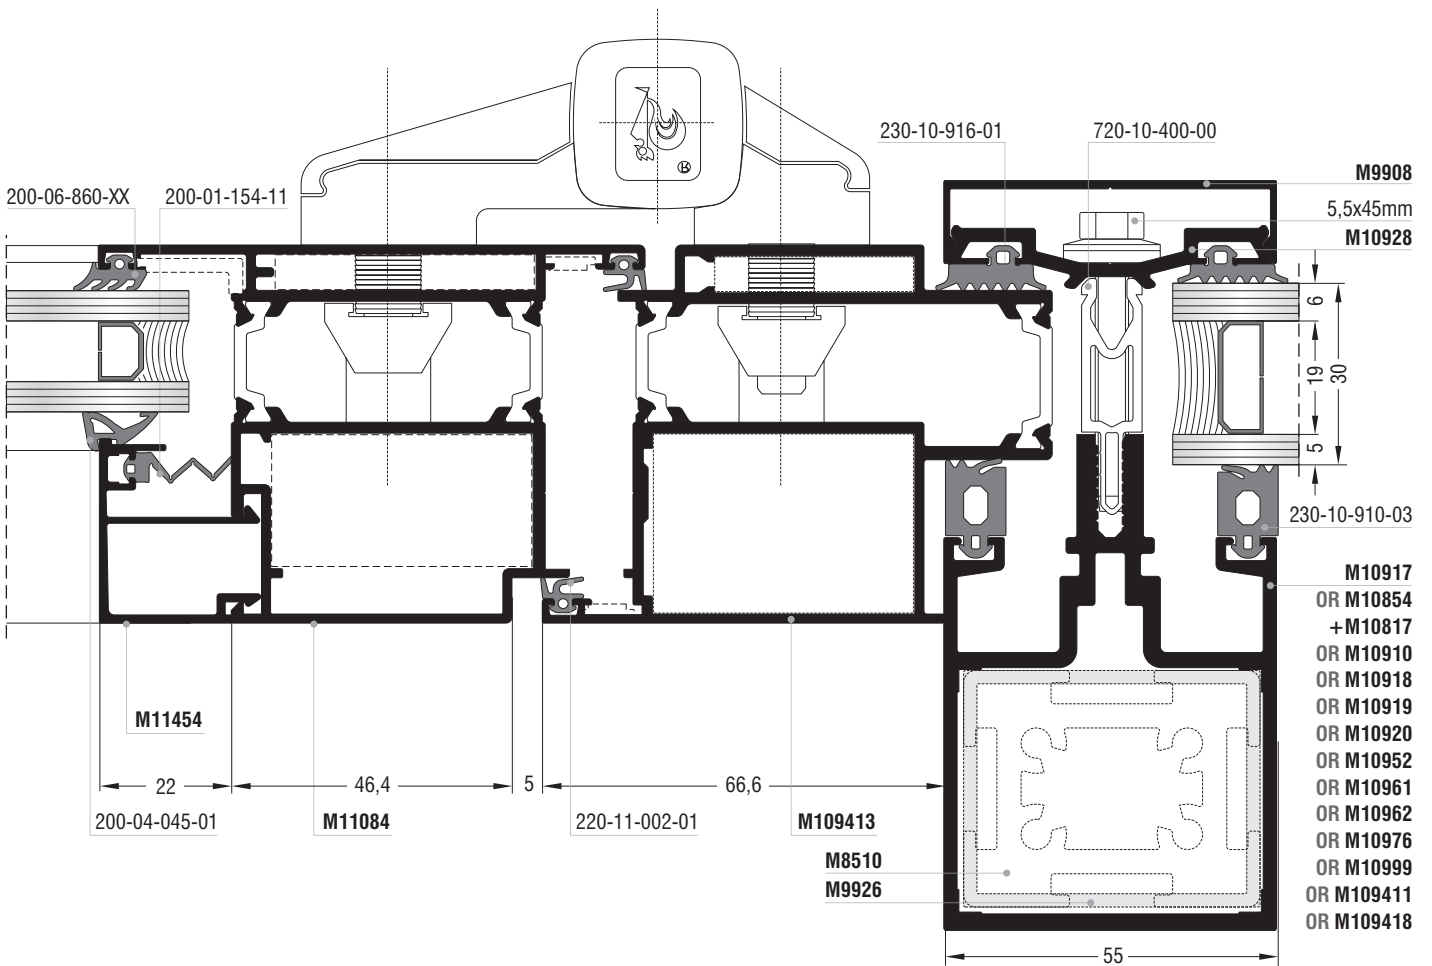 230-10-916-01
720-10-400-00
M9908
200-06-860-XX
200-01-154-11
5,5x45mm
M10928
6
19
30
5
230-10-910-03
M10917
OR M10854
+M10817
OR M10910
OR M10918
OR M10919
OR M10920
OR M10952
OR M10961
OR M10962
OR M10976
OR M10999
OR M109411
OR M109418
M11454
22
46,4
5
66,6
200-04-045-01
M11084
220-11-002-01
M109413
M8510
M9926
55